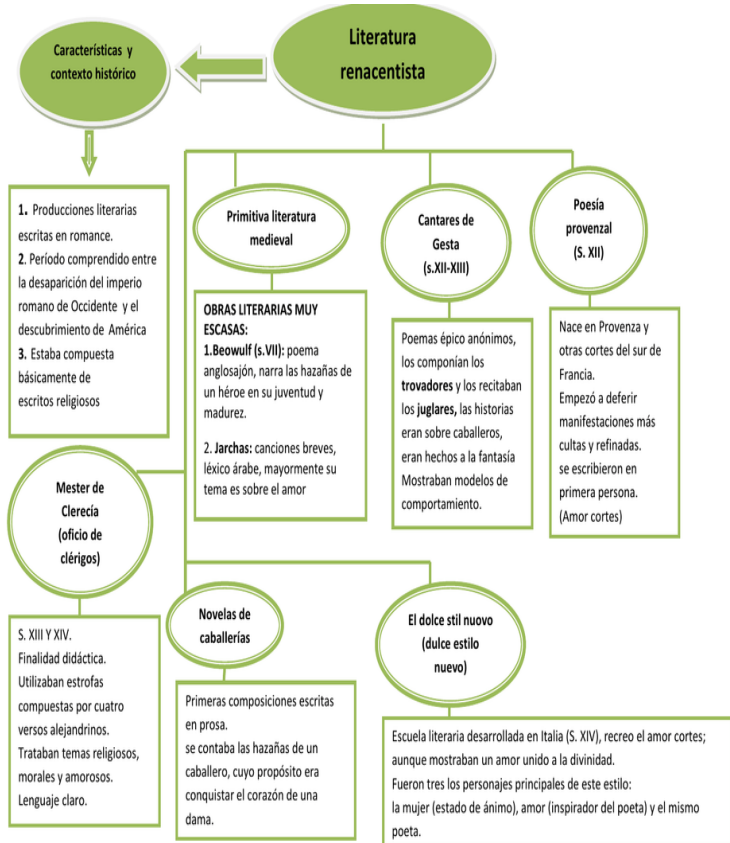 Literatura
renacentista
Características y
contexto histórico
1. Producciones literarias
escritas en romance.
2. Período comprendido entre
la desaparición del imperio
romano de Occidente y el
descubrimiento de América
3. Estaba compuesta
básicamente de
escritos religiosos
Primitiva literatura
medieval
OBRAS LITERARIAS MUY
ESCASAS:
1.Beowulf (s.VII): poema
anglosajón, narra las hazañas de
un héroe en su juventud y
madurez.
2. Jarchas: canciones breves,
léxico árabe, mayormente su
tema es sobre el amor
Cantares de
Gesta
(s.XII-XIII)
Poemas épico anónimos,
los componían los
trovadores y los recitaban
los juglares, las historias
eran sobre caballeros,
eran hechos a la fantasía
Mostraban modelos de
comportamiento.
Poesía
provenzal
(S. XII)
Nace en Provenza y
otras cortes del sur de
Francia.
Empezó a deferir
manifestaciones más
cultas y refinadas.
se escribieron en
primera persona.
(Amor cortes)
Mester de
Clerecía
(oficio de
clérigos)
S. XIII Y XIV.
Finalidad didáctica.
Utilizaban estrofas
compuestas por cuatro
versos alejandrinos.
Trataban temas religiosos,
morales y amorosos.
Lenguaje claro.
Novelas de
caballerías
Primeras composiciones escritas
en prosa.
se contaba las hazañas de un
caballero, cuyo propósito era
conquistar el corazón de una
dama.
El dolce stil nuovo
(dulce estilo
nuevo)
Escuela literaria desarrollada en Italia (S. XIV), recreo el amor cortes;
aunque mostraban un amor unido a la divinidad.
Fueron tres los personajes principales de este estilo:
la mujer (estado de ánimo), amor (inspirador del poeta) y el mismo
poeta.